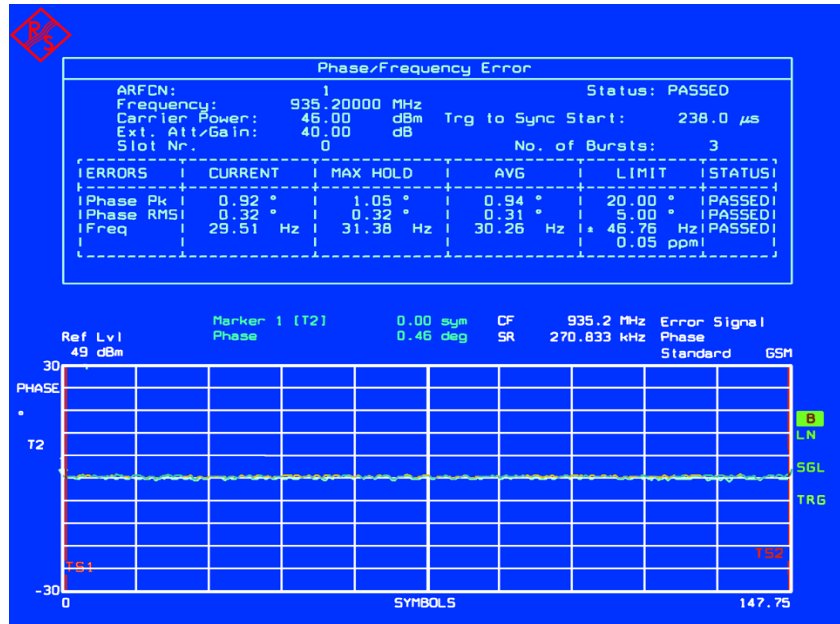 R&S
Phase/Frequency Error
ARFCN: 1 Status: PASSED
Frequency: 935.20000 MHz
Carrier Power: 46.00 dBm Trg to Sync Start: 238.0 µs
Ext. Att/Gain: 40.00 dB
Slot Nr. 0 No. of Bursts: 3
ERRORS CURRENT MAX HOLD AVG LIMIT STATUS
Phase Pk 0.92 ° 1.05 ° 0.94 ° 20.00 ° PASSED
Phase RMS 0.32 ° 0.32 ° 0.31 ° 5.00 ° PASSED
Freq 29.51 Hz 31.38 Hz 30.26 Hz ± 46.76 Hz PASSED
0.05 ppm
Marker 1 [T2] 0.00 sym CF 935.2 MHz Error Signal
Ref Lvl Phase 0.46 deg SR 270.833 kHz Phase
49 dBm Standard GSM
30
PHASE
°
B
T2 LN
SGL
TRG
TS2
TS1
-30
0 SYMBOLS 147.75